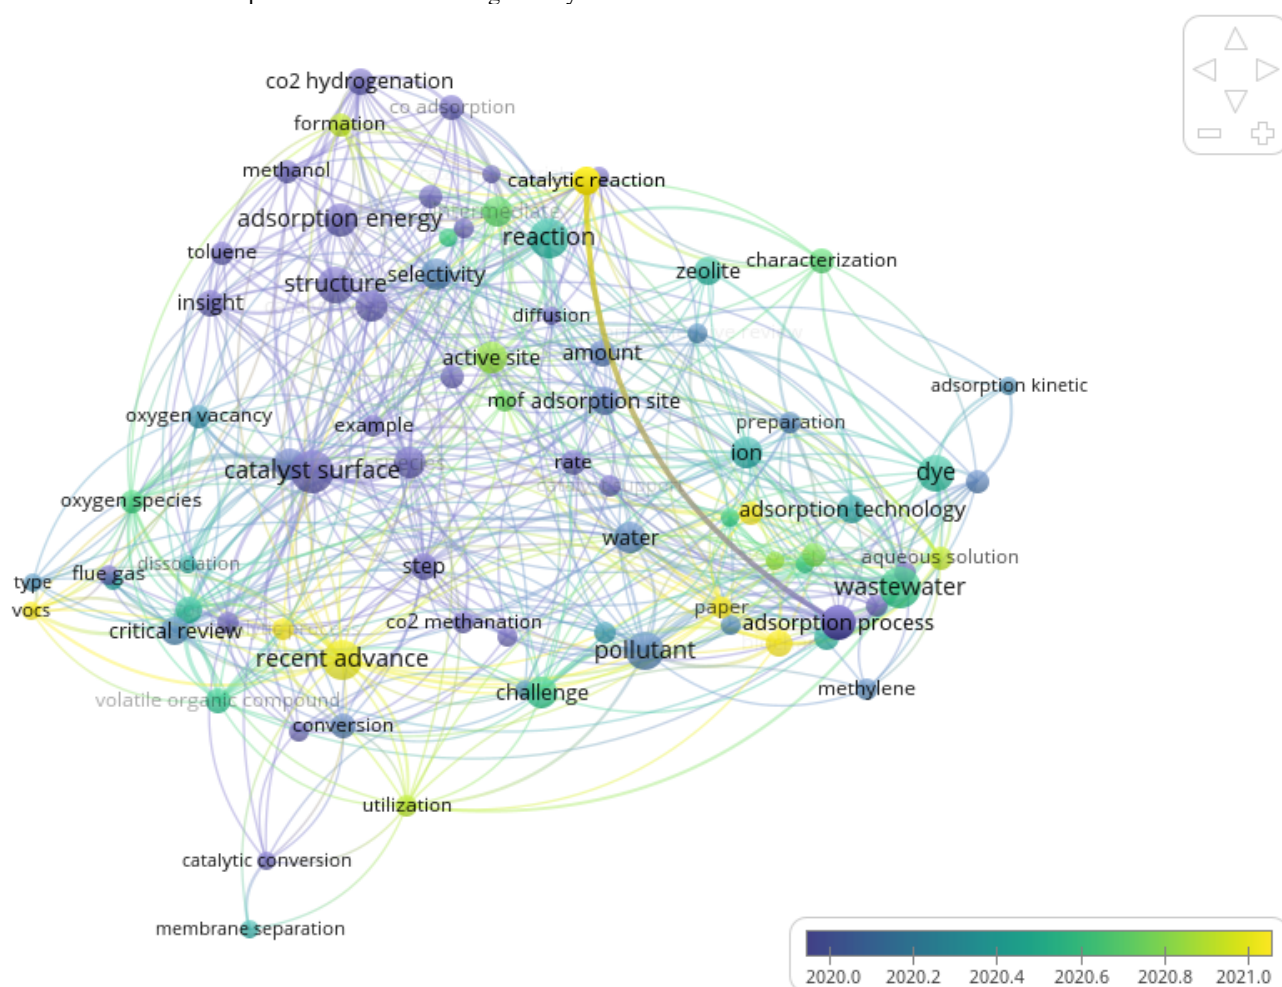 co2 hydrogenation
co adsorption
formation
methanol
catalytic reaction
intermediate
adsorption energy
reaction
toluene
characterization
zeolite
selectivity
structure
insight
diffusion
ve review
active site
amount
adsorption kinetic
mof
adsorption site
oxygen vacancy
example
preparation
ion
rate
catalyst surface
species
dye
oxygen species
adsorption technology
water
dissociation
aqueous solution
step
flue gas
type
wastewater
vocs
paper
co2 methanation
adsorption process
critical review
pollutant
recent advance
methylene
challenge
volatile organic compound
conversion
utilization
catalytic conversion
membrane separation
2020.0
2020.2
2020.4
2020.6
2020.8
2021.0